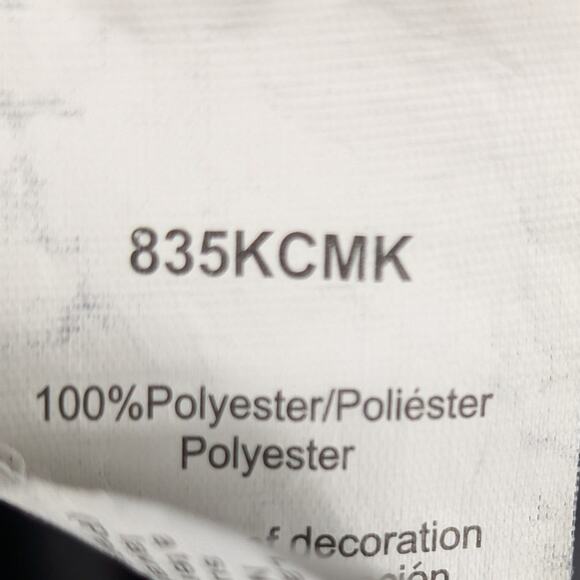 835KCMK
100%Polyester/Poliéster
Polyester
decoration